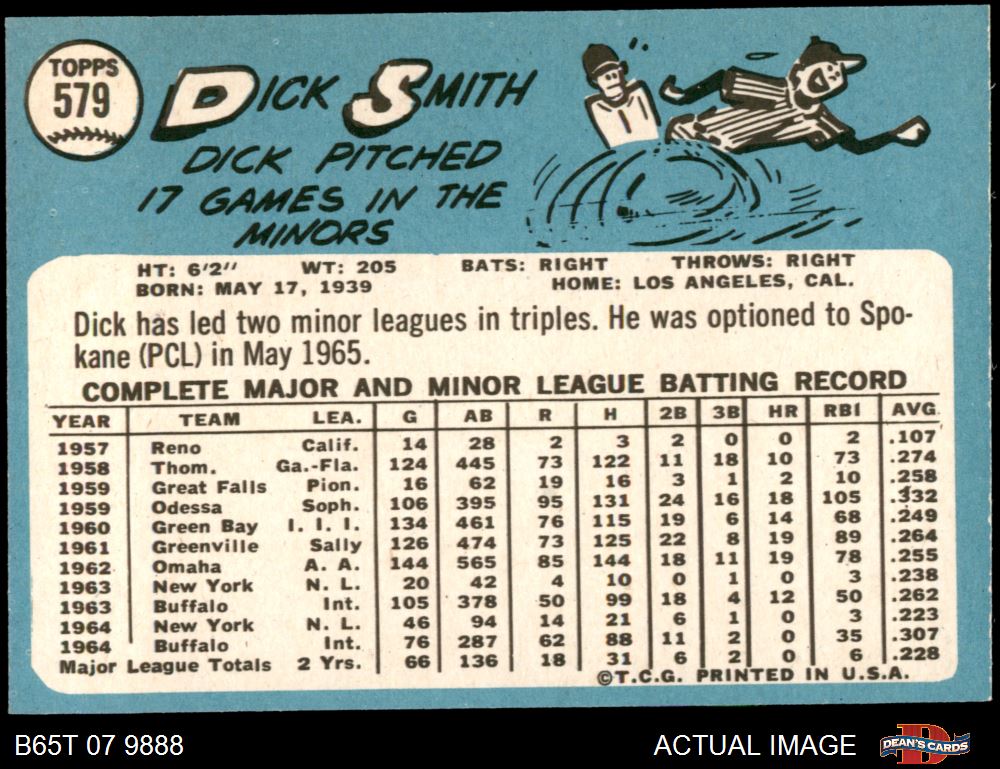 TOPPS
579
DICK SMITH
DICK PITCHED
17 GAMES IN THE
MINORS
HT: 6'2" WT: 205 BATS: RIGHT THROWS: RIGHT
BORN: MAY 17, 1939 HOME: LOS ANGELES, CAL.
Dick has led two minor leagues in triples. He was optioned to Spo-
kane (PCL) in May 1965.
COMPLETE MAJOR AND MINOR LEAGUE BATTING RECORD
YEAR TEAM LEA. G AB R H 2B 3B HR RBI AVG.
1957 Reno Calif. 14 28 2 3 2 0 0 2 .107
1958 Thom. Ga.-Fla. 124 445 73 122 11 18 10 73 .274
1959 Great Falls Pion. 16 62 19 16 3 1 2 10 .258
1959 Odessa Soph. 106 395 95 131 24 16 18 105 .332
1960 Green Bay I. I. I. 134 461 76 115 19 6 14 68 .249
1961 Greenville Sally 126 474 73 125 22 8 19 89 .264
1962 Omaha A. A. 144 565 85 144 18 11 19 78 .255
1963 New York N. L. 20 42 4 10 0 1 0 3 .238
1963 Buffalo Int. 105 378 50 99 18 4 12 50 .262
1964 New York N. L. 46 94 14 21 6 1 0 3 .223
1964 Buffalo Int. 76 287 62 88 11 2 0 35 .307
Major League Totals 2 Yrs. 66 136 18 31 6 2 0 6 .228
©T.C.G. PRINTED IN U.S.A.
B65T 07 9888
ACTUAL IMAGE
DEAN'S CARDS